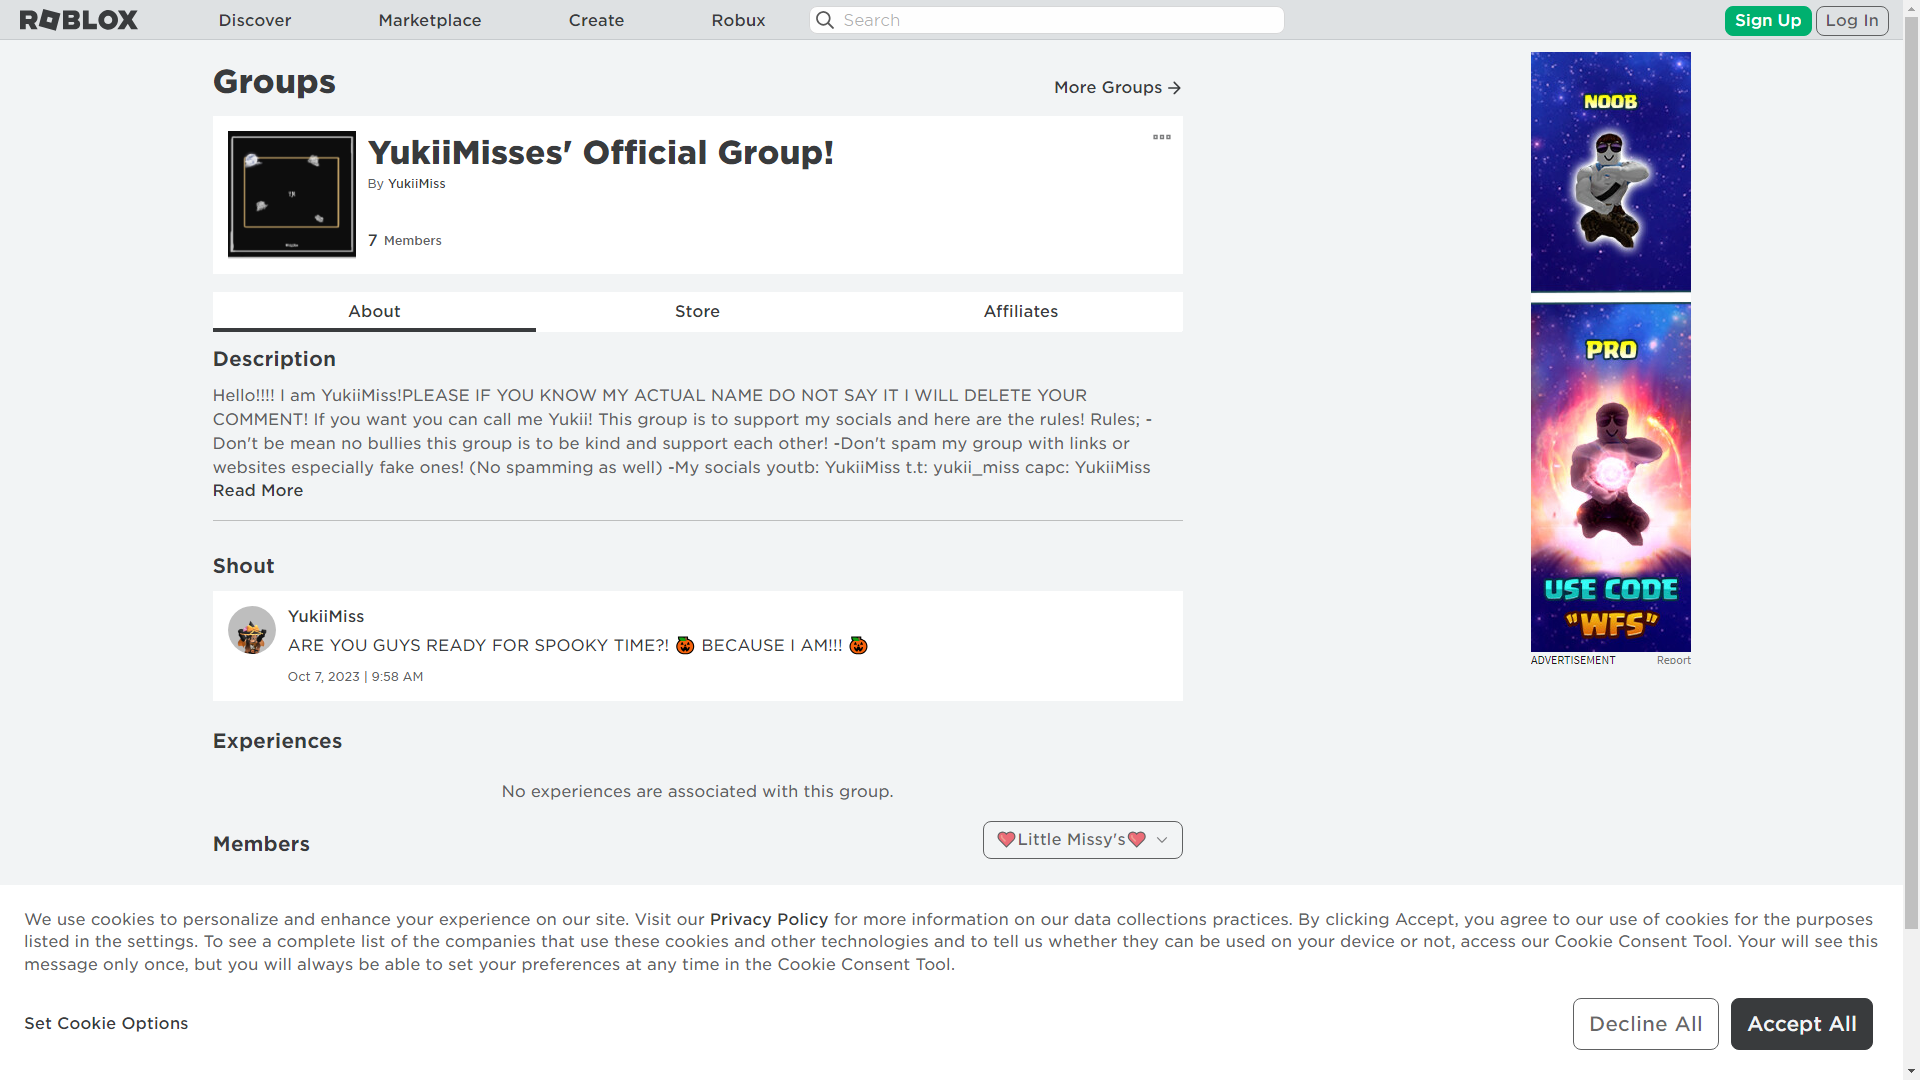 ROBLOX
Discover
Marketplace
Create
Robux
Search
Sign Up
Log In
Groups
More Groups
YukiiMisses' Official Group!
By YukiiMiss
7 Members
About
Store
Affiliates
Description
Hello!!!! I am YukiiMiss!PLEASE IF YOU KNOW MY ACTUAL NAME DO NOT SAY IT I WILL DELETE YOUR
COMMENT! If you want you can call me Yukii! This group is to support my socials and here are the rules! Rules; -
Don't be mean no bullies this group is to be kind and support each other! -Don't spam my group with links or
websites especially fake ones! (No spamming as well) -My socials youtb: YukiiMiss t.t: yukii_miss capc: YukiiMiss
Read More
Shout
YukiiMiss
ARE YOU GUYS READY FOR SPOOKY TIME?! 🎃 BECAUSE I AM!!! 🎃
Oct 7, 2023 | 9:58 AM
Experiences
No experiences are associated with this group.
Members
💗Little Missy's💗
NOOB
PRO
USE CODE
"WFS"
ADVERTISEMENT
Report
We use cookies to personalize and enhance your experience on our site. Visit our Privacy Policy for more information on our data collections practices. By clicking Accept, you agree to our use of cookies for the purposes
listed in the settings. To see a complete list of the companies that use these cookies and other technologies and to tell us whether they can be used on your device or not, access our Cookie Consent Tool. Your will see this
message only once, but you will always be able to set your preferences at any time in the Cookie Consent Tool.
Set Cookie Options
Decline All
Accept All